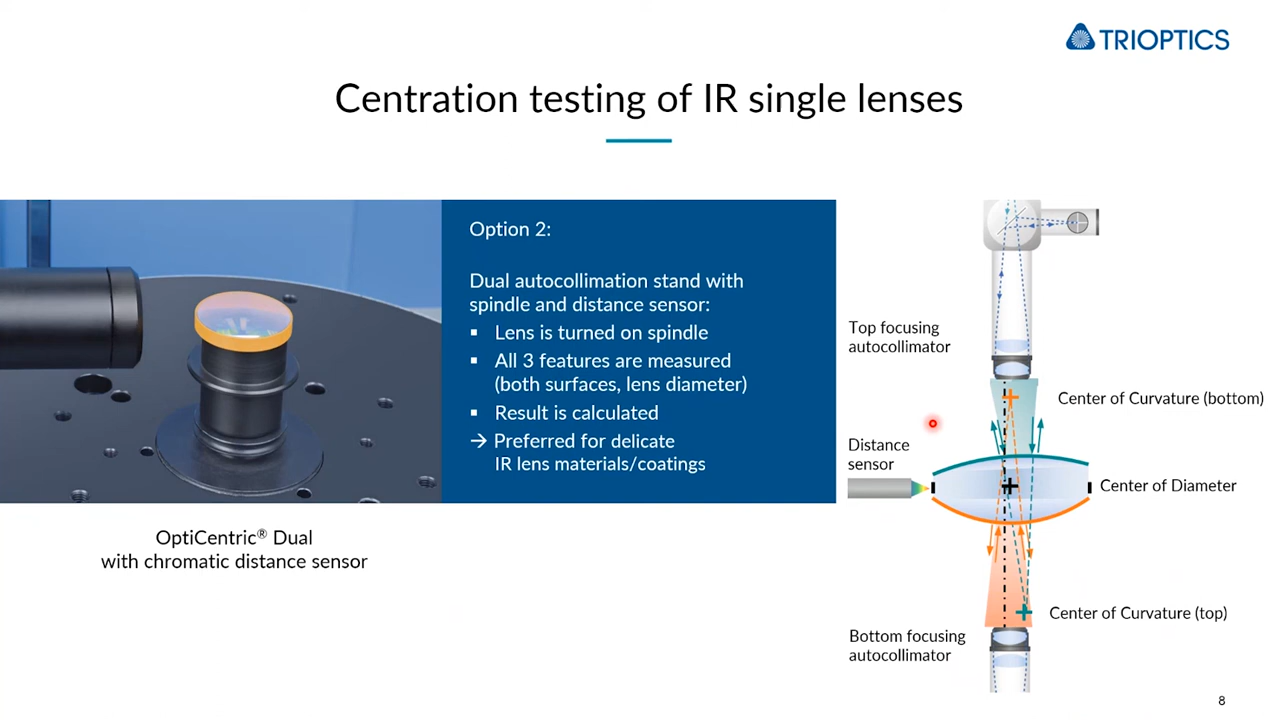 TRIOPTICS
Centration testing of IR single lenses
Option 2:
Dual autocollimation stand with
spindle and distance sensor:
▪ Lens is turned on spindle
▪ All 3 features are measured
(both surfaces, lens diameter)
▪ Result is calculated
→ Preferred for delicate
IR lens materials/coatings
OptiCentric® Dual
with chromatic distance sensor
Top focusing
autocollimator
Center of Curvature (bottom)
Distance
sensor
Center of Diameter
Center of Curvature (top)
Bottom focusing
autocollimator
8